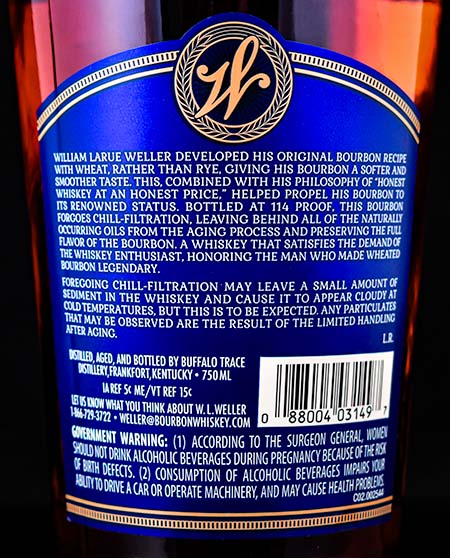 W
WILLIAM LARUE WELLER DEVELOPED HIS ORIGINAL BOURBON RECIPE
WITH WHEAT, RATHER THAN RYE, GIVING HIS BOURBON A SOFTER AND
SMOOTHER TASTE. THIS, COMBINED WITH HIS PHILOSOPHY OF "HONEST
WHISKEY AT AN HONEST PRICE," HELPED PROPEL HIS BOURBON TO
ITS RENOWNED STATUS. BOTTLED AT 114 PROOF, THIS BOURBON
FORGOES CHILL-FILTRATION, LEAVING BEHIND ALL OF THE NATURALLY
OCCURRING OILS FROM THE AGING PROCESS AND PRESERVING THE FULL
FLAVOR OF THE BOURBON. A WHISKEY THAT SATISFIES THE DEMAND OF
THE WHISKEY ENTHUSIAST, HONORING THE MAN WHO MADE WHEATED
BOURBON LEGENDARY.
FOREGOING CHILL-FILTRATION MAY LEAVE A SMALL AMOUNT OF
SEDIMENT IN THE WHISKEY AND CAUSE IT TO APPEAR CLOUDY AT
COLD TEMPERATURES, BUT THIS IS TO BE EXPECTED. ANY PARTICULATES
THAT MAY BE OBSERVED ARE THE RESULT OF THE LIMITED HANDLING
AFTER AGING.
L.R.
DISTILLED, AGED, AND BOTTLED BY BUFFALO TRACE
DISTILLERY, FRANKFORT, KENTUCKY • 750 ML
IA REF 5¢ ME/VT REF 15¢
LET US KNOW WHAT YOU THINK ABOUT W. L. WELLER
1-866-729-3722 • WELLER@BOURBONWHISKEY.COM
0 88004 03149 7
GOVERNMENT WARNING: (1) ACCORDING TO THE SURGEON GENERAL, WOMEN
SHOULD NOT DRINK ALCOHOLIC BEVERAGES DURING PREGNANCY BECAUSE OF THE RISK
OF BIRTH DEFECTS. (2) CONSUMPTION OF ALCOHOLIC BEVERAGES IMPAIRS YOUR
ABILITY TO DRIVE A CAR OR OPERATE MACHINERY, AND MAY CAUSE HEALTH PROBLEMS.
C02.002544